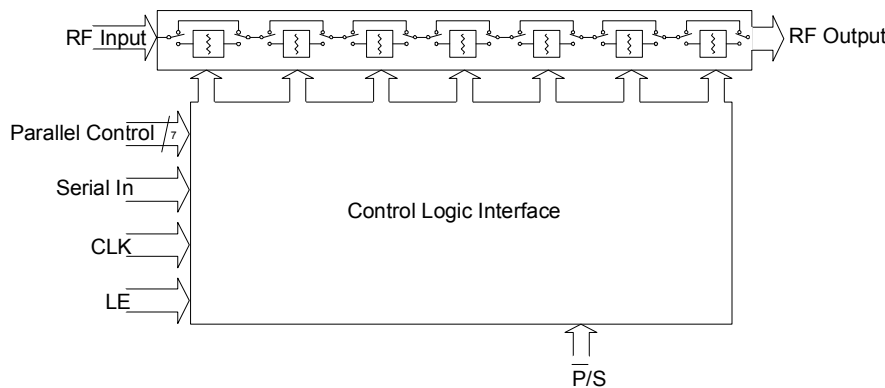 RF Input
RF Output
Parallel Control
7
Serial In
Control Logic Interface
CLK
LE
P̅/S